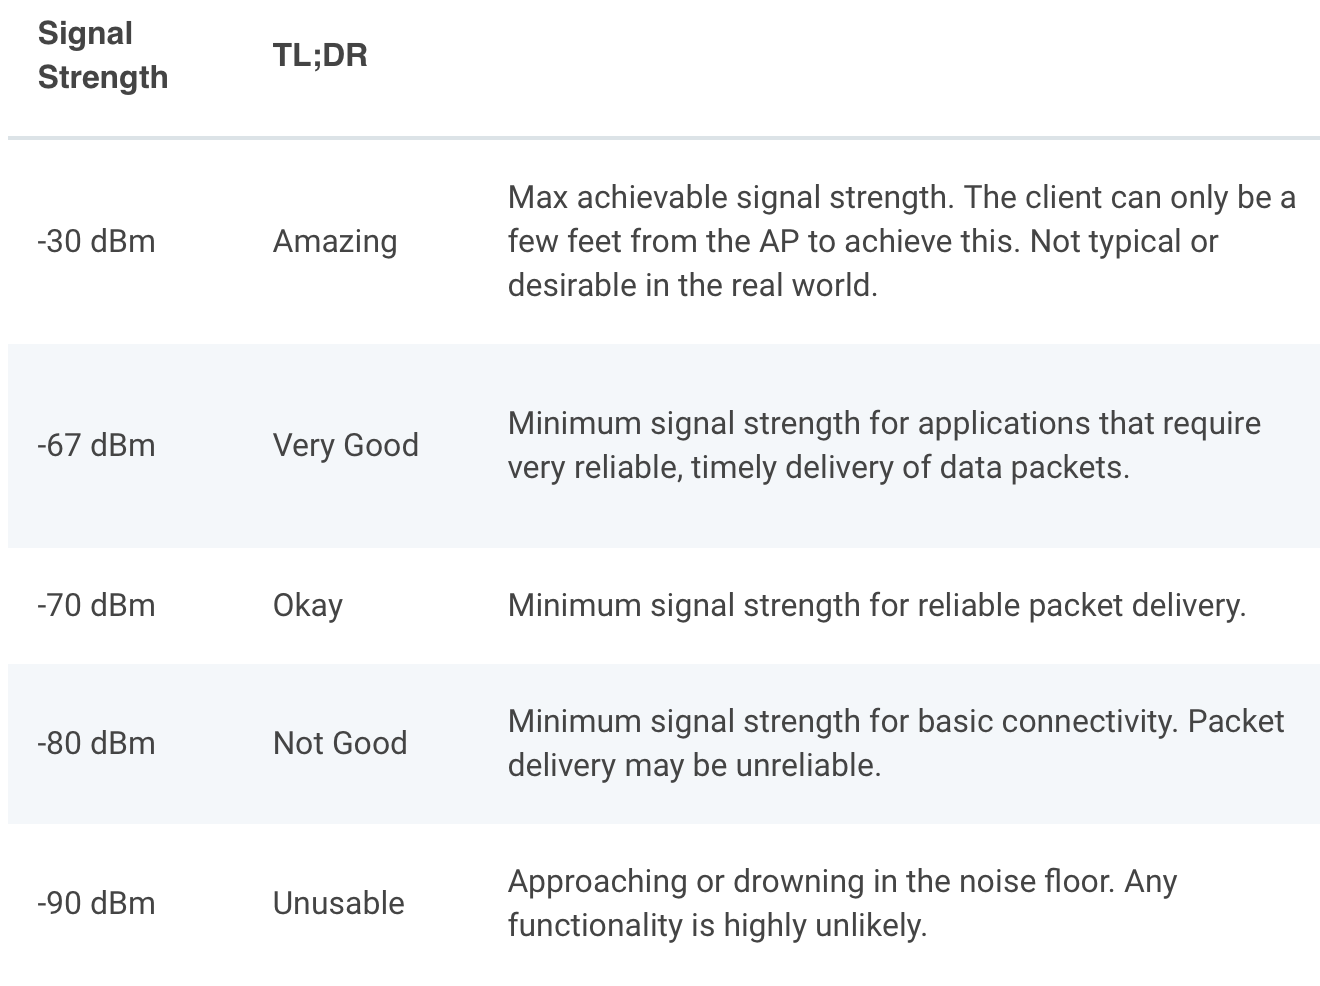 Signal
Strength
TL;DR
-30 dBm
Amazing
Max achievable signal strength. The client can only be a
few feet from the AP to achieve this. Not typical or
desirable in the real world.
-67 dBm
Very Good
Minimum signal strength for applications that require
very reliable, timely delivery of data packets.
-70 dBm
Okay
Minimum signal strength for reliable packet delivery.
-80 dBm
Not Good
Minimum signal strength for basic connectivity. Packet
delivery may be unreliable.
-90 dBm
Unusable
Approaching or drowning in the noise floor. Any
functionality is highly unlikely.